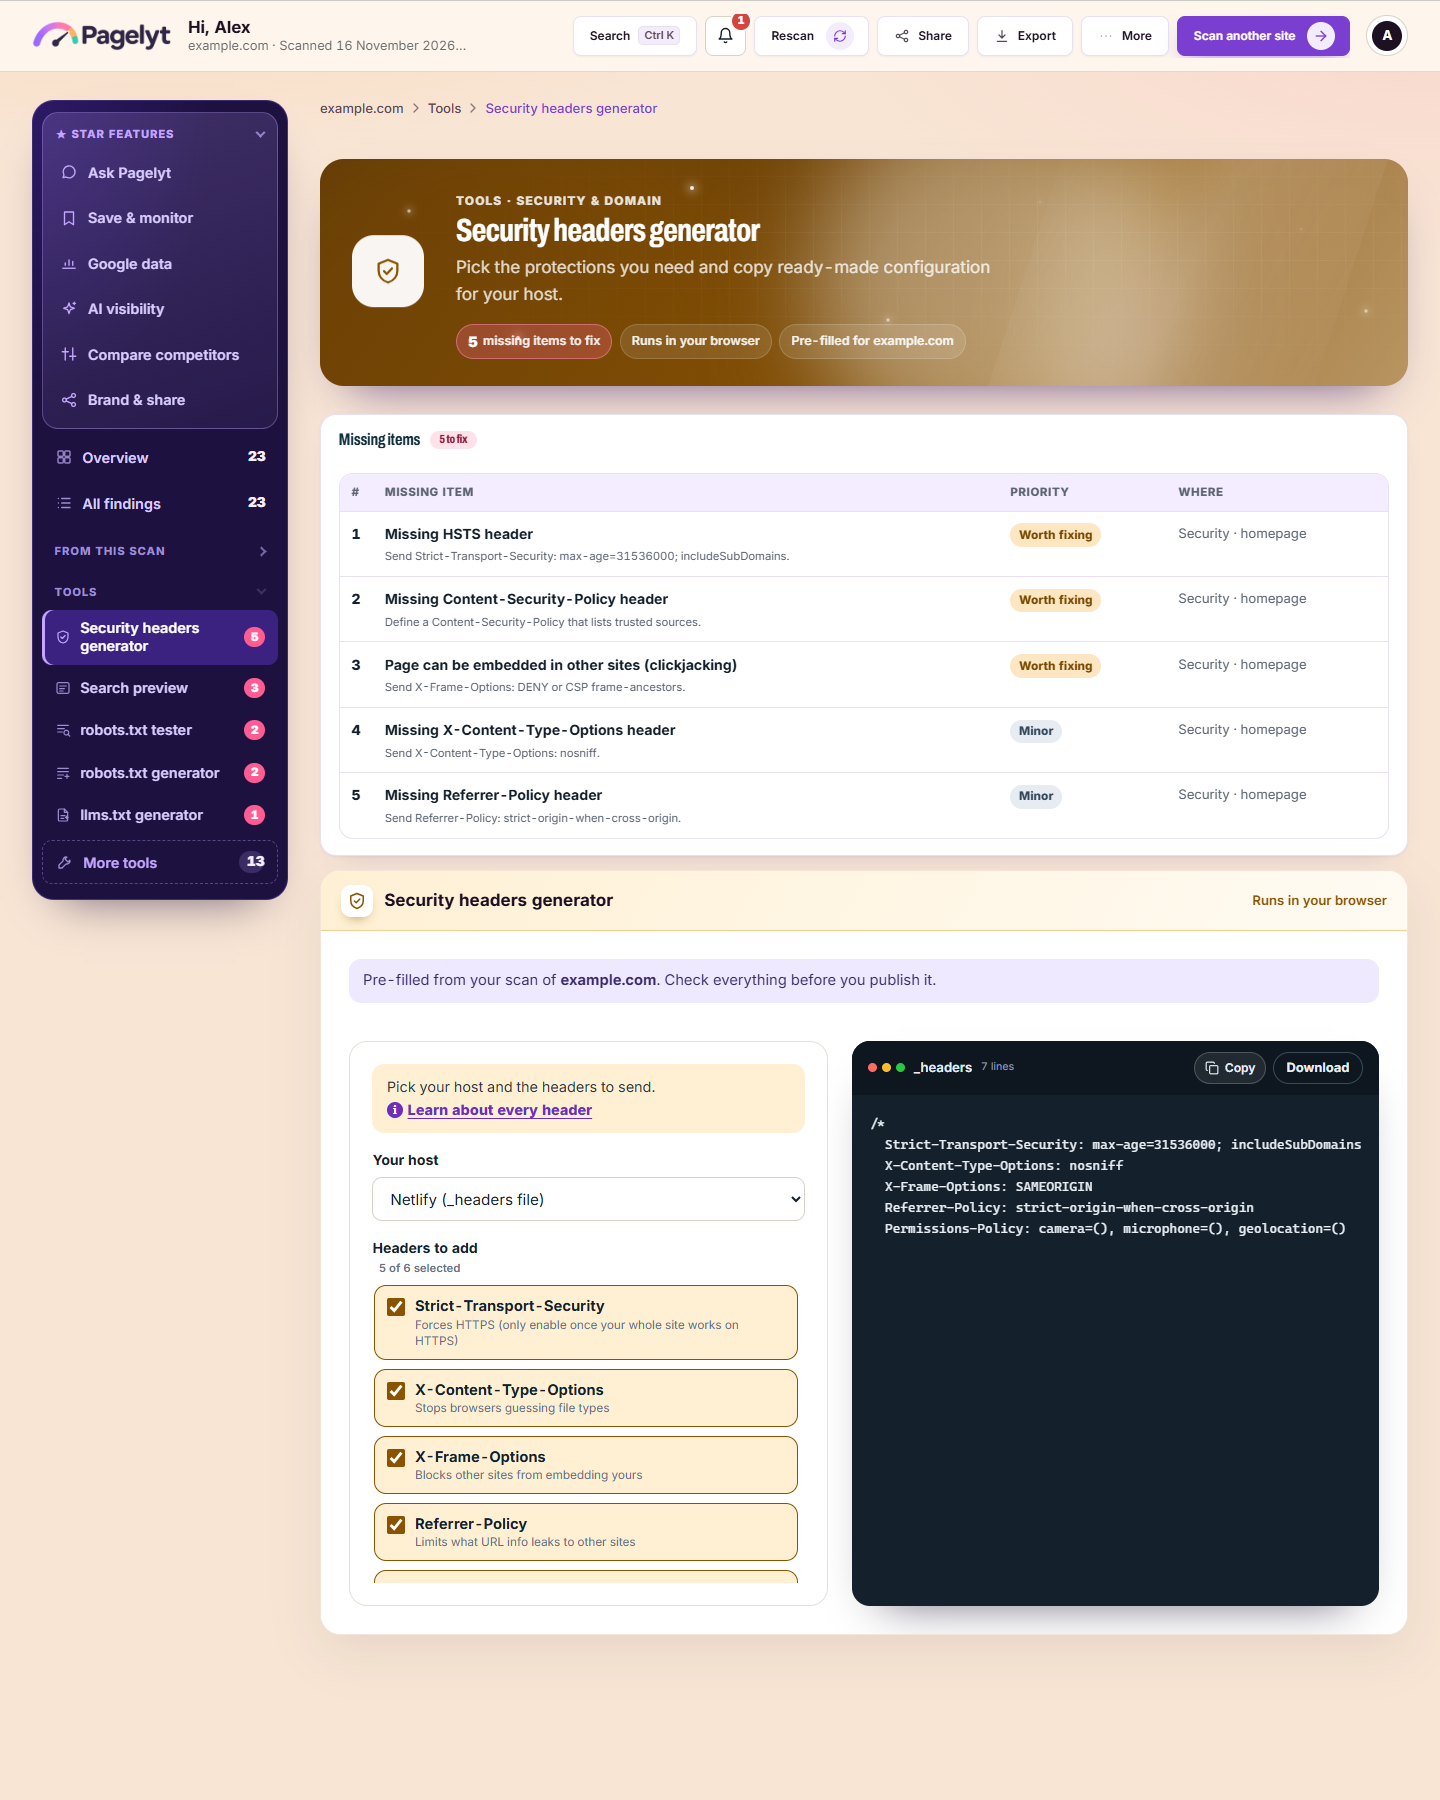 Pagelyt
Hi, Alex
example.com · Scanned 16 November 2026...
Search Ctrl K
1
Rescan
Share
Export
More
Scan another site
A
★ STAR FEATURES
Ask Pagelyt
Save & monitor
Google data
AI visibility
Compare competitors
Brand & share
Overview 23
All findings 23
FROM THIS SCAN
TOOLS
Security headers
generator 5
Search preview 3
robots.txt tester 2
robots.txt generator 2
llms.txt generator 1
More tools 13
example.com > Tools > Security headers generator
TOOLS · SECURITY & DOMAIN
Security headers generator
Pick the protections you need and copy ready-made configuration
for your host.
5 missing items to fix
Runs in your browser
Pre-filled for example.com
Missing items 5 to fix
# MISSING ITEM PRIORITY WHERE
1 Missing HSTS header Worth fixing Security · homepage
Send Strict-Transport-Security: max-age=31536000; includeSubDomains.
2 Missing Content-Security-Policy header Worth fixing Security · homepage
Define a Content-Security-Policy that lists trusted sources.
3 Page can be embedded in other sites (clickjacking) Worth fixing Security · homepage
Send X-Frame-Options: DENY or CSP frame-ancestors.
4 Missing X-Content-Type-Options header Minor Security · homepage
Send X-Content-Type-Options: nosniff.
5 Missing Referrer-Policy header Minor Security · homepage
Send Referrer-Policy: strict-origin-when-cross-origin.
Security headers generator Runs in your browser
Pre-filled from your scan of example.com. Check everything before you publish it.
Pick your host and the headers to send.
Learn about every header
Your host
Netlify (_headers file)
Headers to add
5 of 6 selected
Strict-Transport-Security
Forces HTTPS (only enable once your whole site works on
HTTPS)
X-Content-Type-Options
Stops browsers guessing file types
X-Frame-Options
Blocks other sites from embedding yours
Referrer-Policy
Limits what URL info leaks to other sites
_headers 7 lines Copy Download
/*
Strict-Transport-Security: max-age=31536000; includeSubDomains
X-Content-Type-Options: nosniff
X-Frame-Options: SAMEORIGIN
Referrer-Policy: strict-origin-when-cross-origin
Permissions-Policy: camera=(), microphone=(), geolocation=()